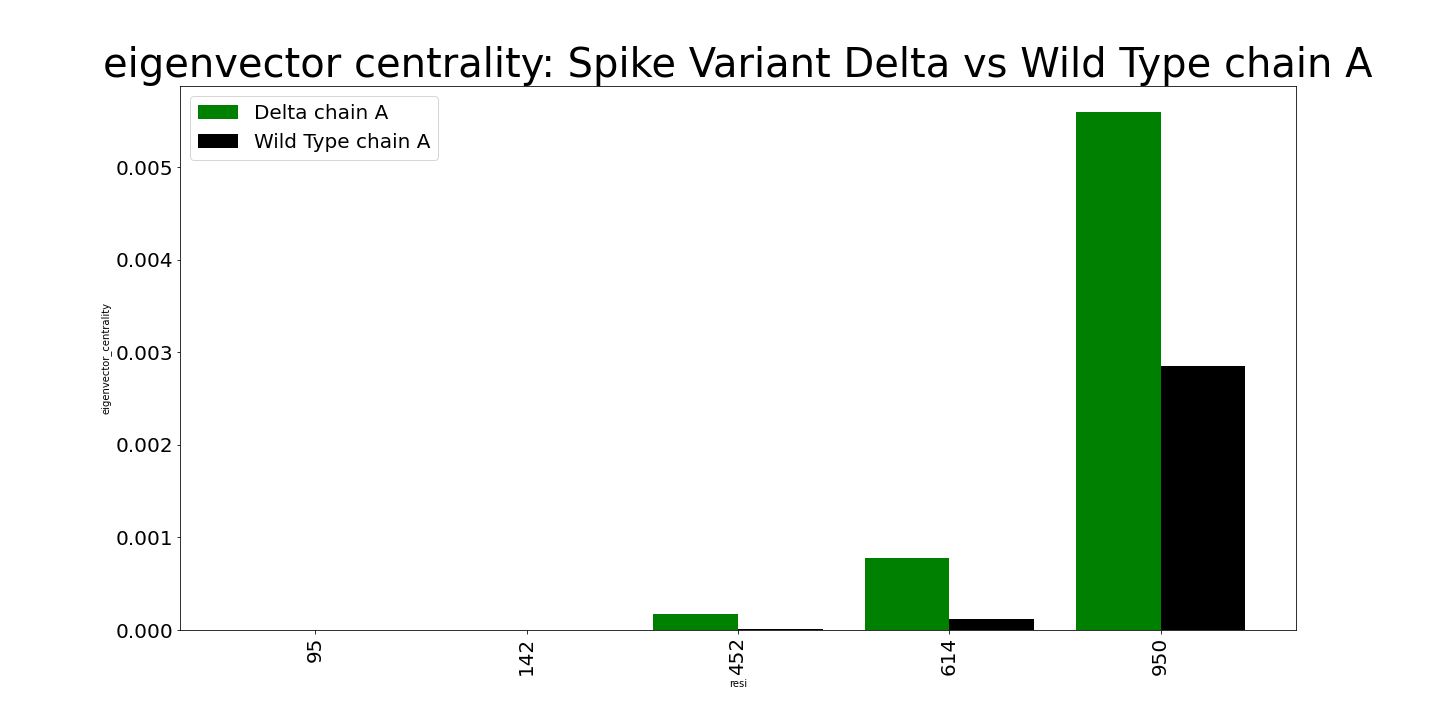 eigenvector centrality: Spike Variant Delta vs Wild Type chain A
Delta chain A
Wild Type chain A
eigenvector_centrality
0.005
0.004
0.003
0.002
0.001
0.000
95
142
452
614
950
resi